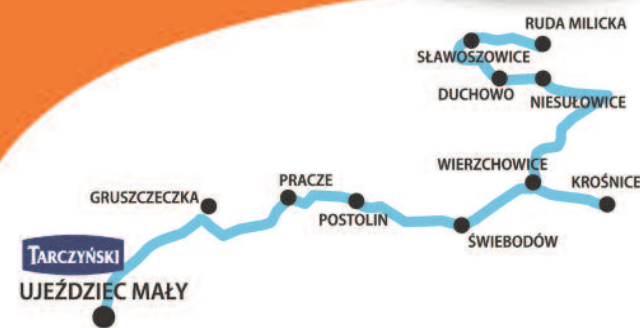 RUDA MILICKA
SŁAWOSZOWICE
DUCHOWO
NIESUŁOWICE
WIERZCHOWICE
KROŚNICE
PRACZE
GRUSZCZECZKA
POSTOLIN
ŚWIEBODÓW
TARCZYŃSKI
UJEŹDZIEC MAŁY